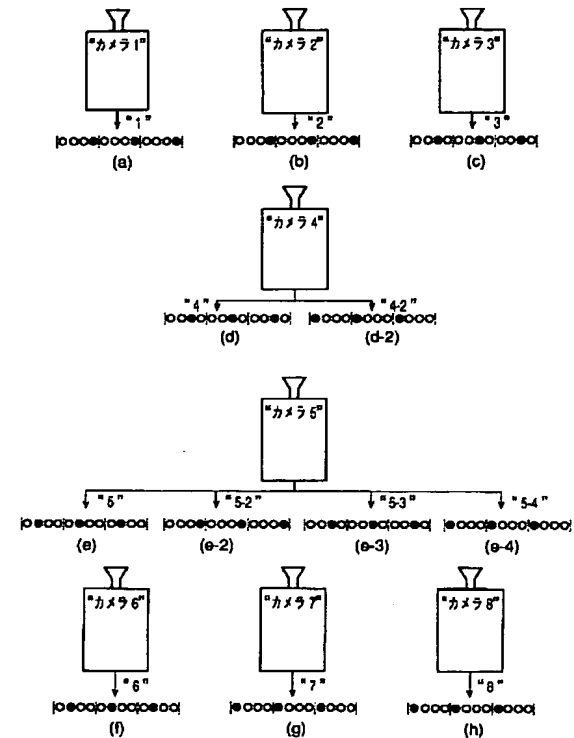 "カメラ1" "カメラ2" "カメラ3"
"1" "2" "3"
(a) (b) (c)
"カメラ4"
"4" "4-2"
(d) (d-2)
"カメラ5"
"5" "5-2" "5-3" "5-4"
(e) (e-2) (e-3) (e-4)
"カメラ6" "カメラ7" "カメラ8"
"6" "7" "8"
(f) (g) (h)